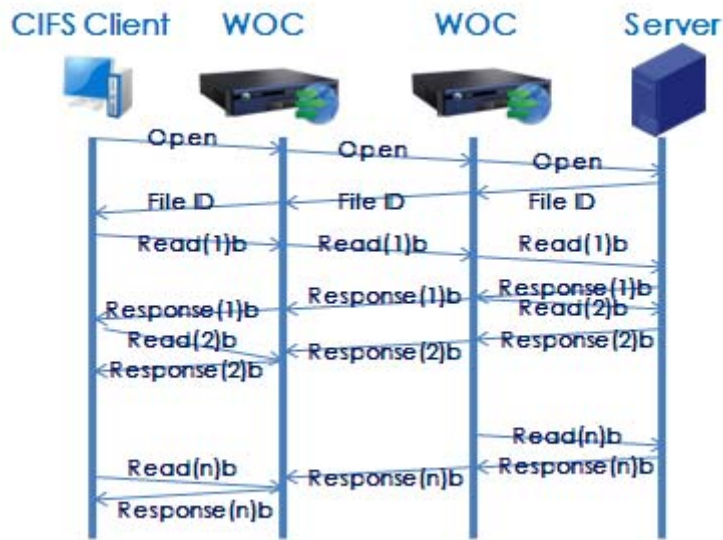 CIFS Client WOC WOC Server
Open
Open
Open
File ID File ID File ID
Read(1)b Read(1)b Read(1)b
Response(1)b
Response(1)b
Response(1)b
Read(2)b
Read(2)b
Response(2)b
Response(2)b
Response(2)b
Read(n)b
Read(n)b
Response(n)b
Response(n)b
Response(n)b